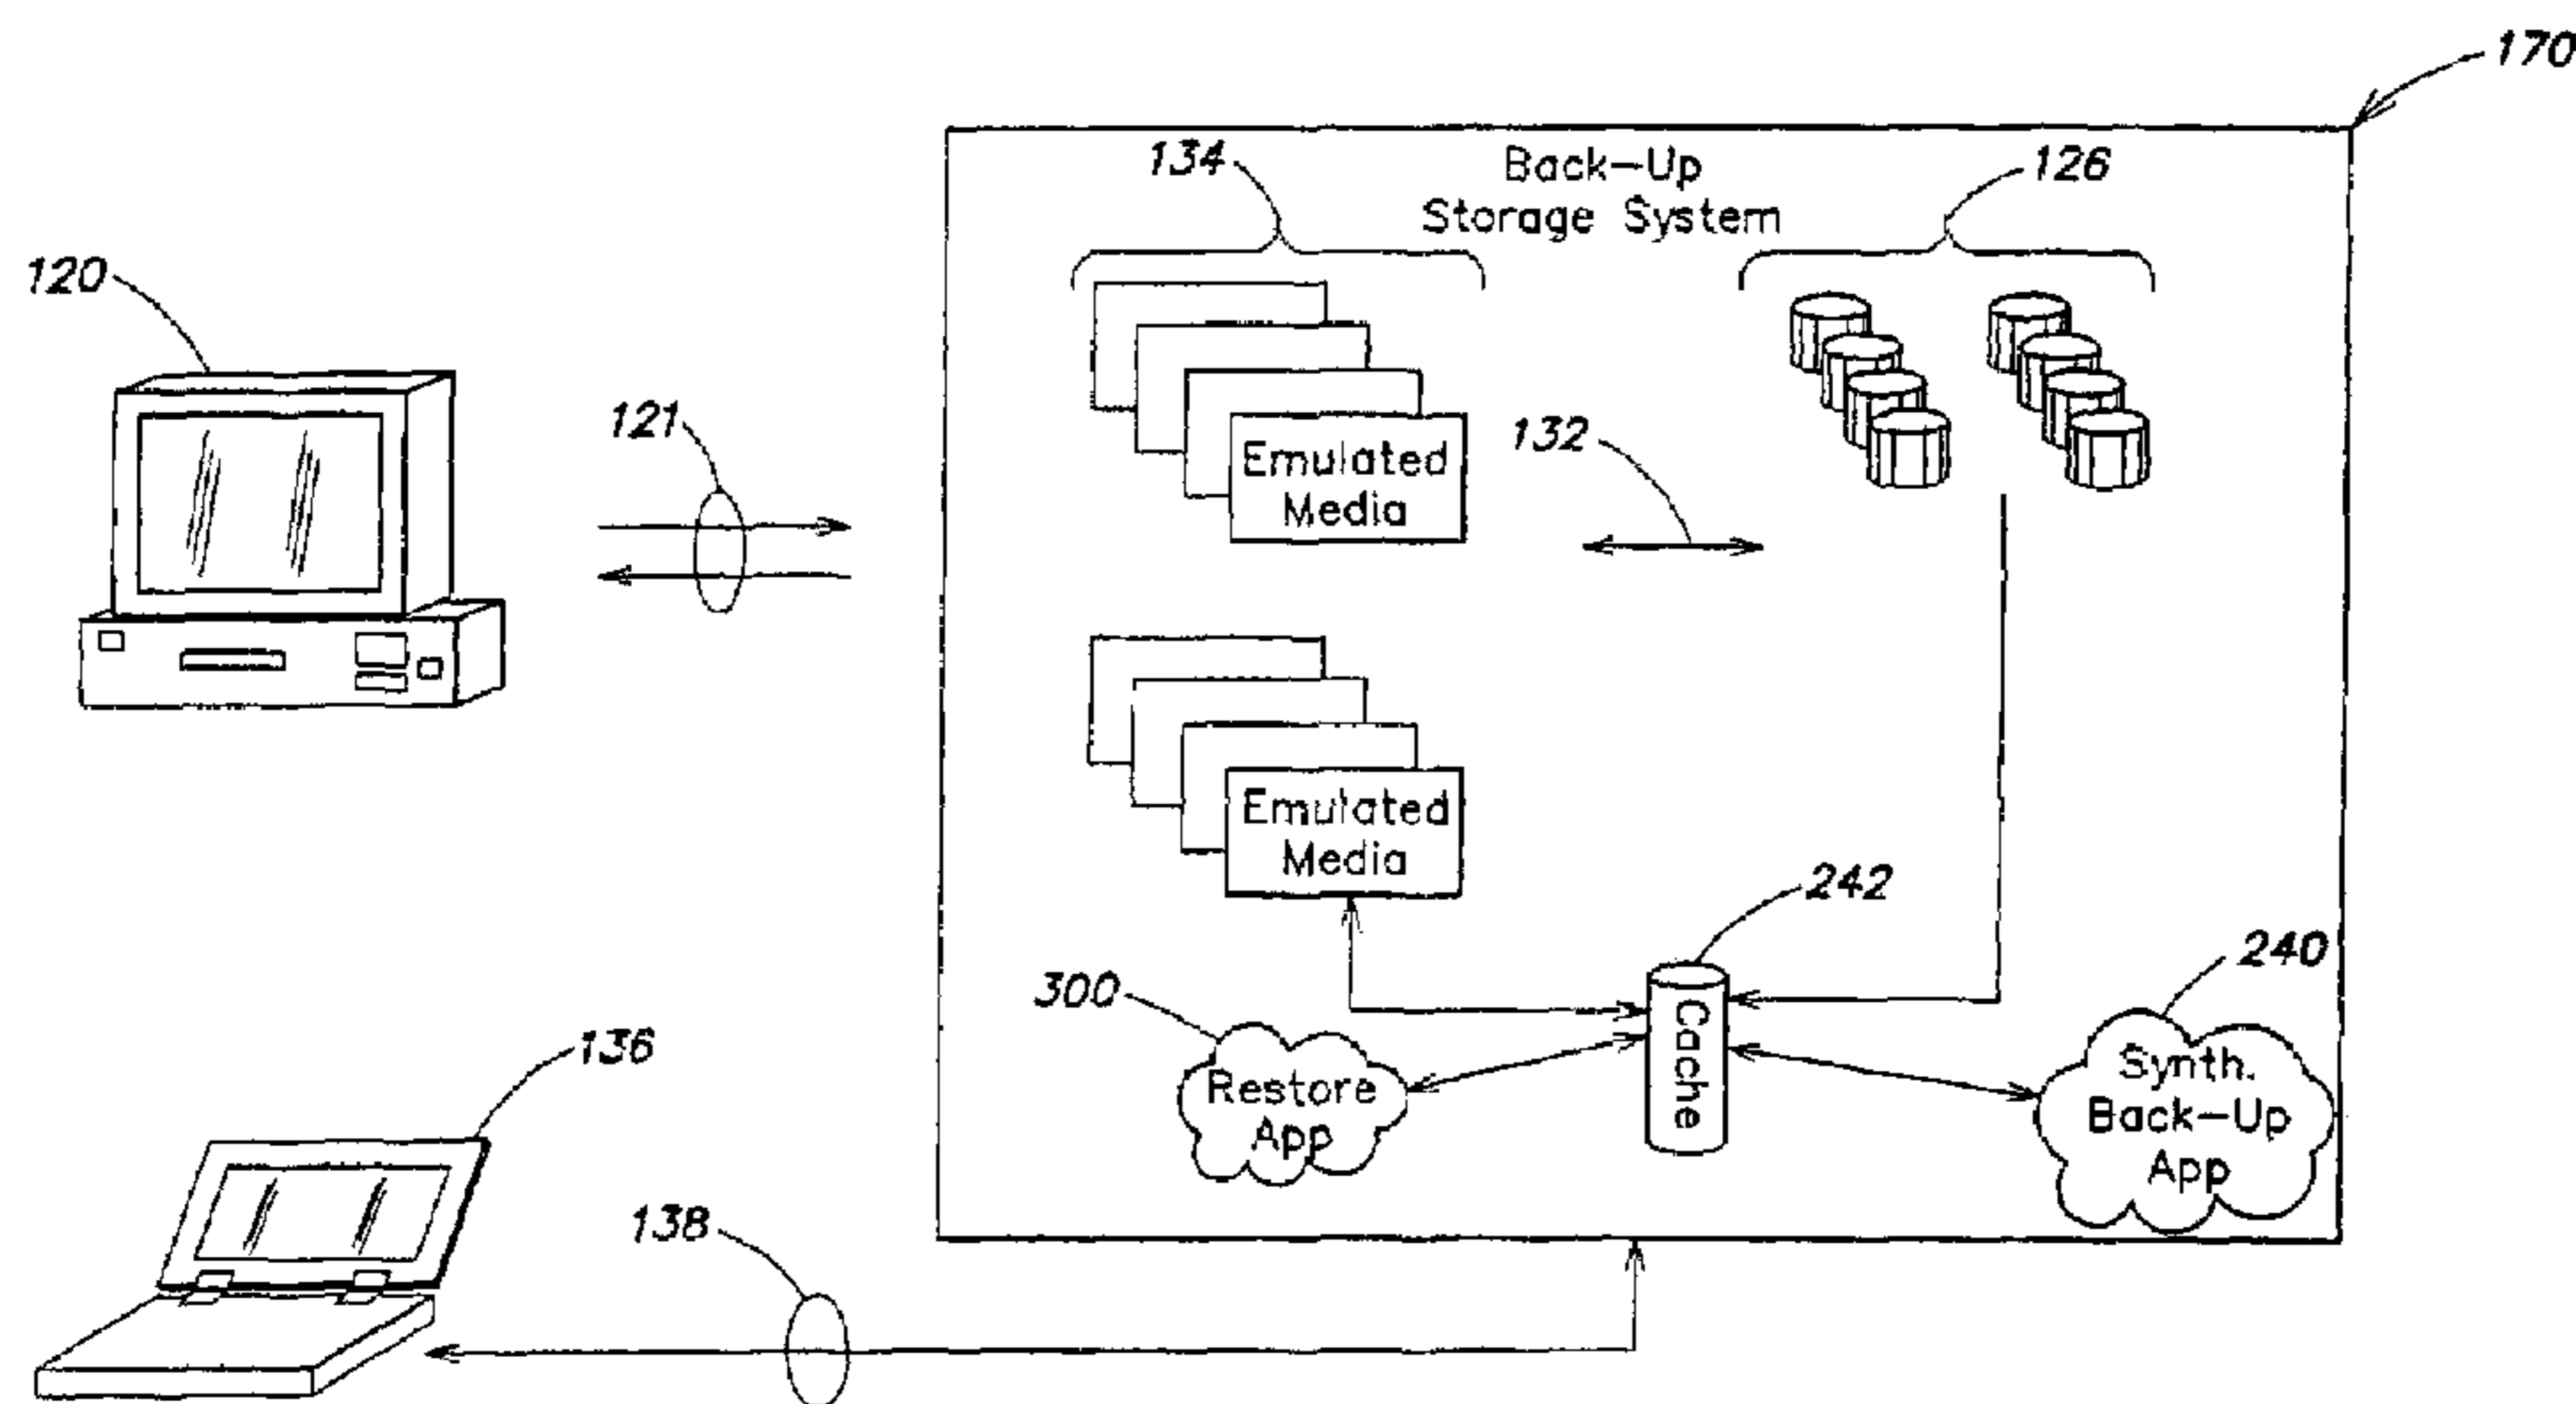 170
134
Back-Up
Storage System
126
120
121
Emulated
Media
132
Emulated
Media
242
240
300
Cache
Restore
App
Synth.
Back-Up
App
136
138